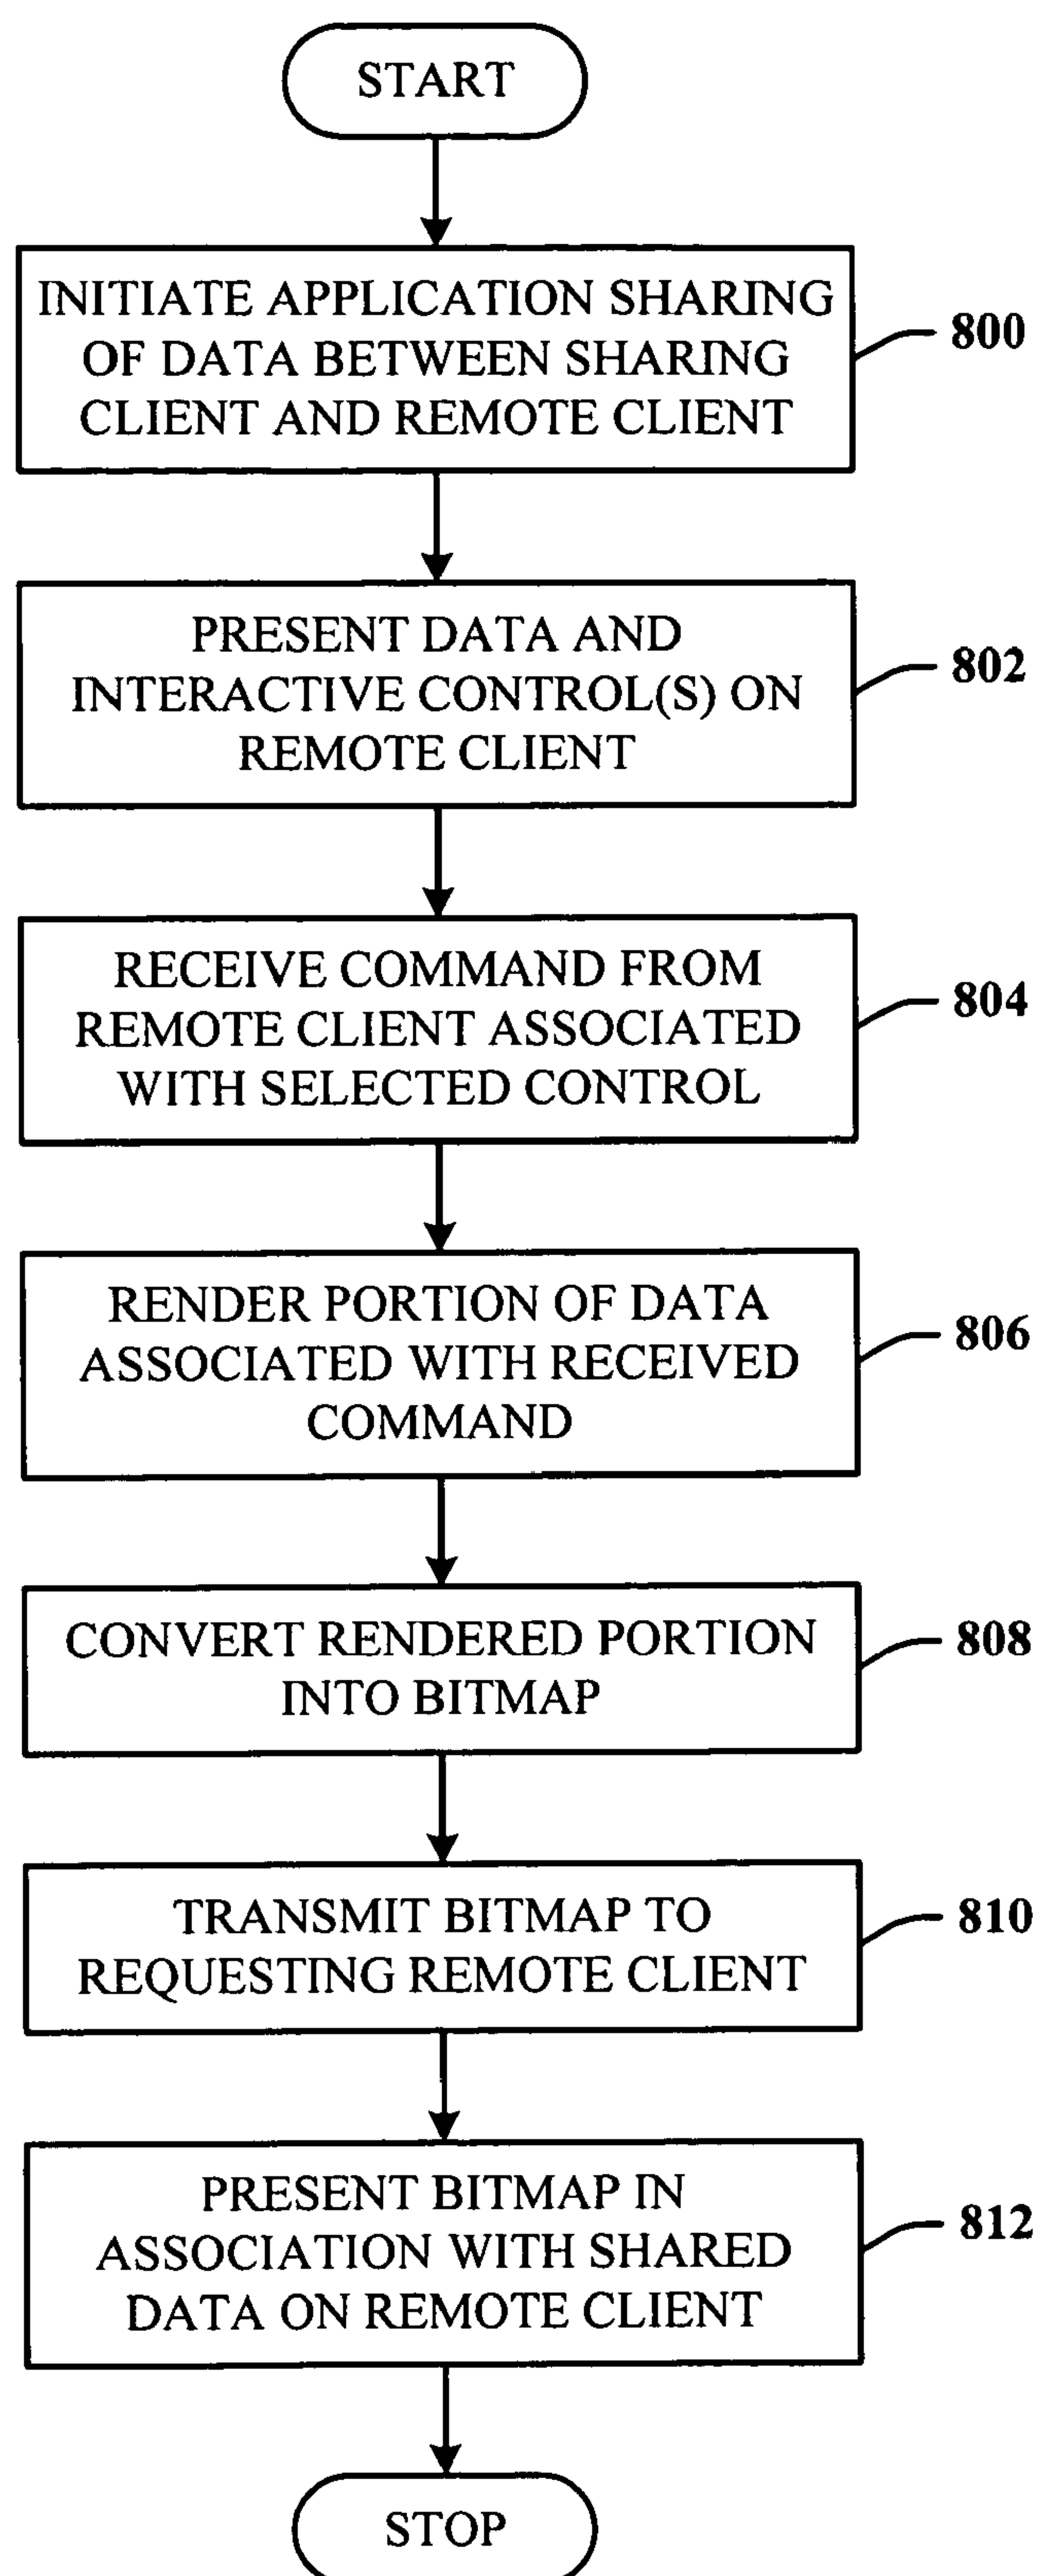 START
INITIATE APPLICATION SHARING
OF DATA BETWEEN SHARING
CLIENT AND REMOTE CLIENT
800
PRESENT DATA AND
INTERACTIVE CONTROL(S) ON
REMOTE CLIENT
802
RECEIVE COMMAND FROM
REMOTE CLIENT ASSOCIATED
WITH SELECTED CONTROL
804
RENDER PORTION OF DATA
ASSOCIATED WITH RECEIVED
COMMAND
806
CONVERT RENDERED PORTION
INTO BITMAP
808
TRANSMIT BITMAP TO
REQUESTING REMOTE CLIENT
810
PRESENT BITMAP IN
ASSOCIATION WITH SHARED
DATA ON REMOTE CLIENT
812
STOP